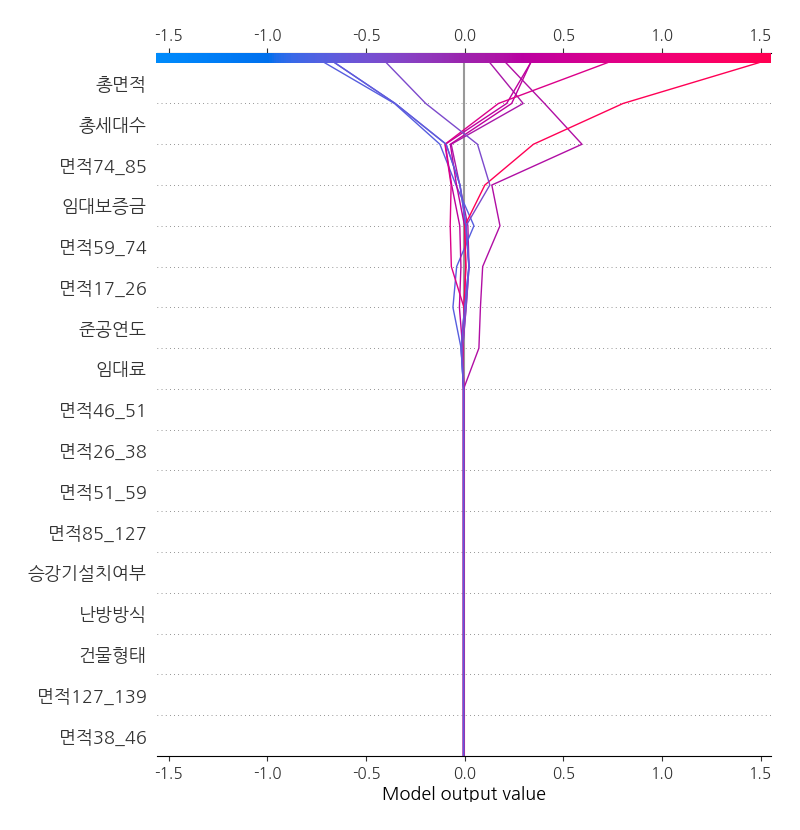 -1.5 -1.0 -0.5 0.0 0.5 1.0 1.5
총면적
총세대수
면적74_85
임대보증금
면적59_74
면적17_26
준공연도
임대료
면적46_51
면적26_38
면적51_59
면적85_127
승강기설치여부
난방방식
건물형태
면적127_139
면적38_46
-1.5 -1.0 -0.5 0.0 0.5 1.0 1.5
Model output value